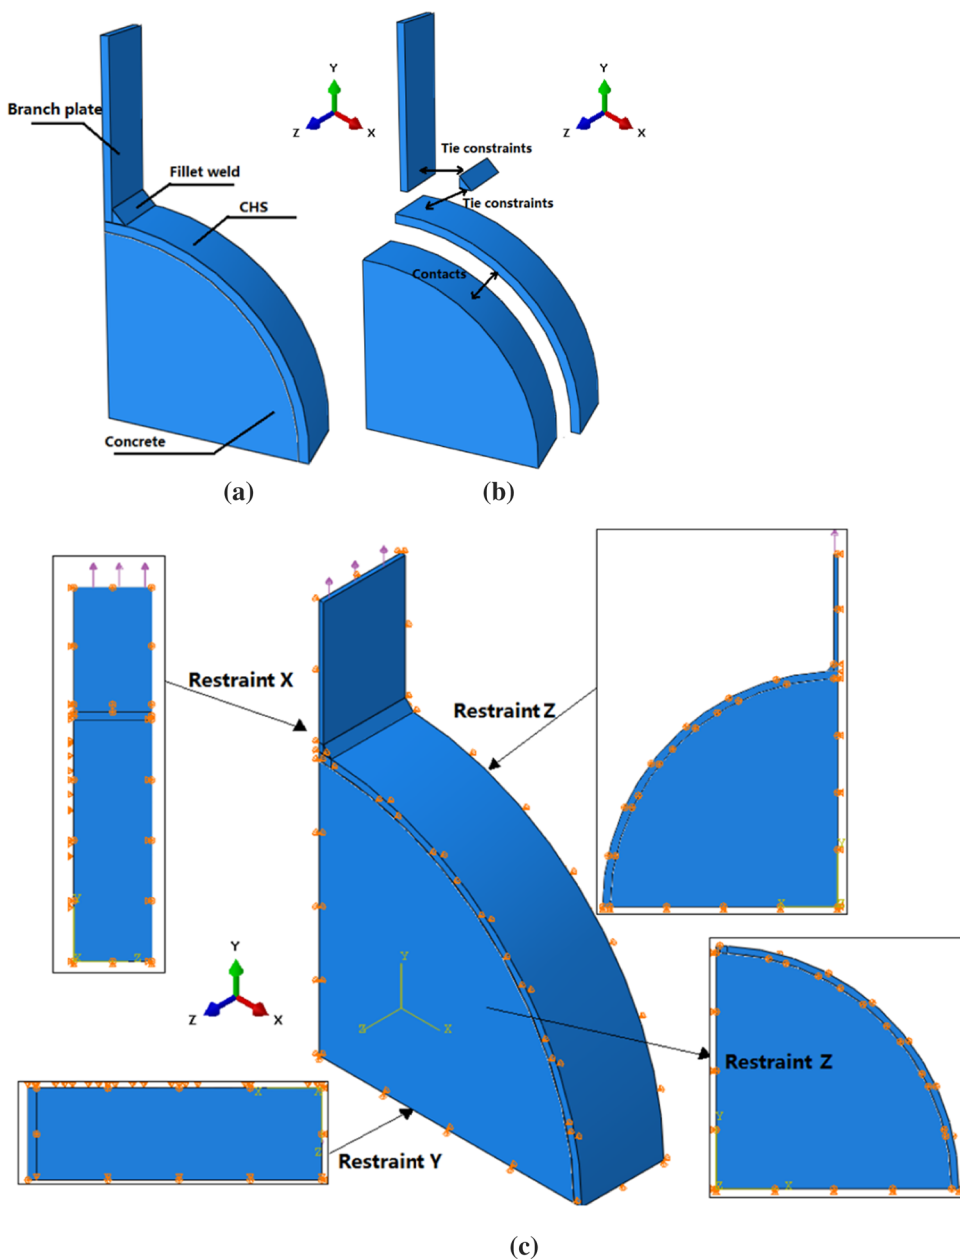 Y
Z
X
Branch plate
Fillet weld
CHS
Concrete
(a)
Y
Z
X
Tie constraints
Tie constraints
Contacts
(b)
Restraint X
Restraint Z
Y
X
Y
Z
Y
Z
X
Y
Z
X
Restraint Z
Y
Z
X
X
X
Z
Restraint Y
(c)